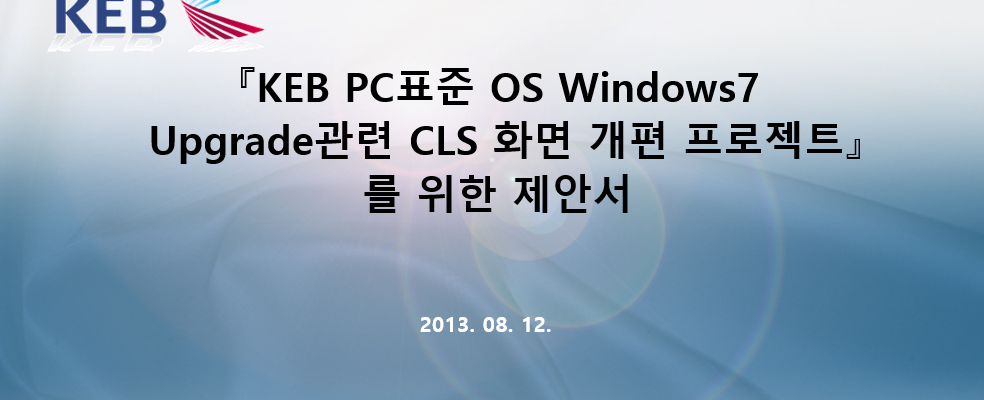 KEB
『KEB PC표준 OS Windows7
Upgrade관련 CLS 화면 개편 프로젝트』
를 위한 제안서
2013. 08. 12.